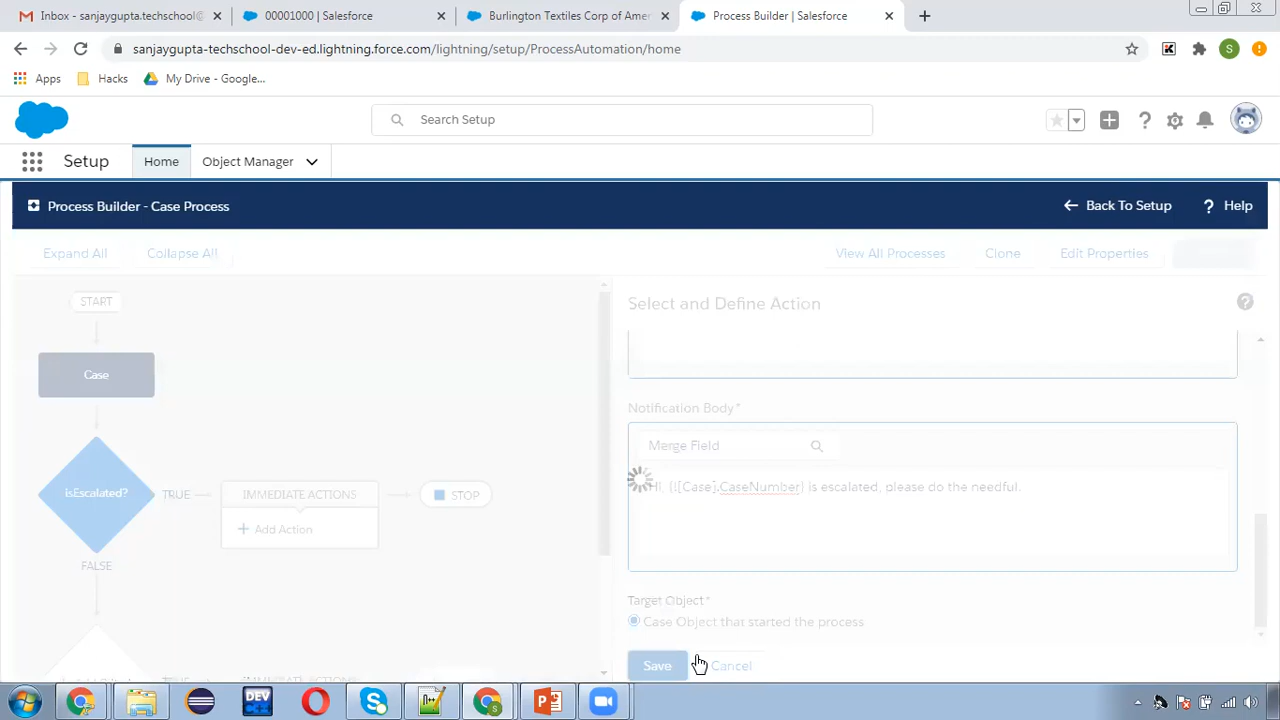 Inbox - sanjaygupta.techschool@
00001000 | Salesforce
Burlington Textiles Corp of Amer
Process Builder | Salesforce
sanjaygupta-techschool-dev-ed.lightning.force.com/lightning/setup/ProcessAutomation/home
K
S
Apps
Hacks
My Drive - Google...
Search Setup
Setup
Home
Object Manager
Process Builder - Case Process
Back To Setup
? Help
Expand All
Collapse All
View All Processes
Clone
Edit Properties
START
Select and Define Action
Case
Notification Body*
Merge Field
isEscalated?
TRUE
IMMEDIATE ACTIONS
STOP
Hi, {![Case].CaseNumber} is escalated, please do the needful.
+ Add Action
FALSE
Target Object*
Case Object that started the process
Save
Cancel
TRUE
IMMEDIATE ACTIONS
DEV